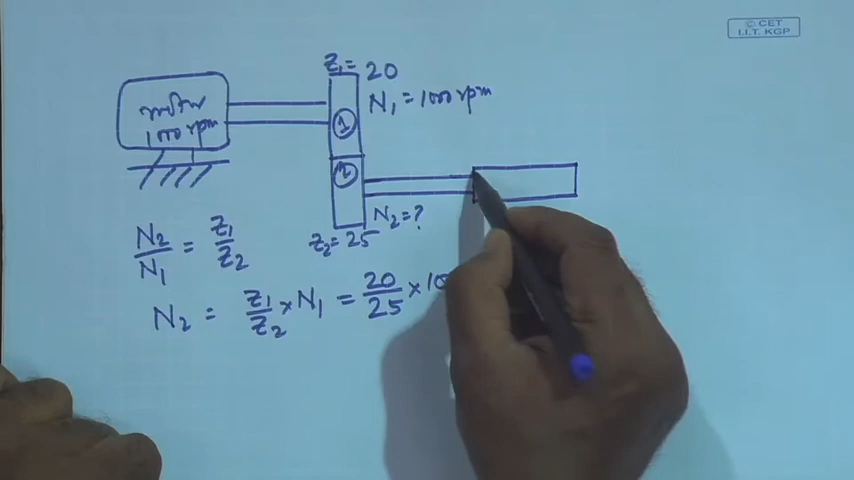 © CET
I.I.T. KGP
Z₁ = 20
N₁ = 1000 rpm
motor
1000 rpm
1
2
N₂ = ?
Z₂ = 25
N₂/N₁ = Z₁/Z₂
N₂ = Z₁/Z₂ × N₁ = 20/25 × 10